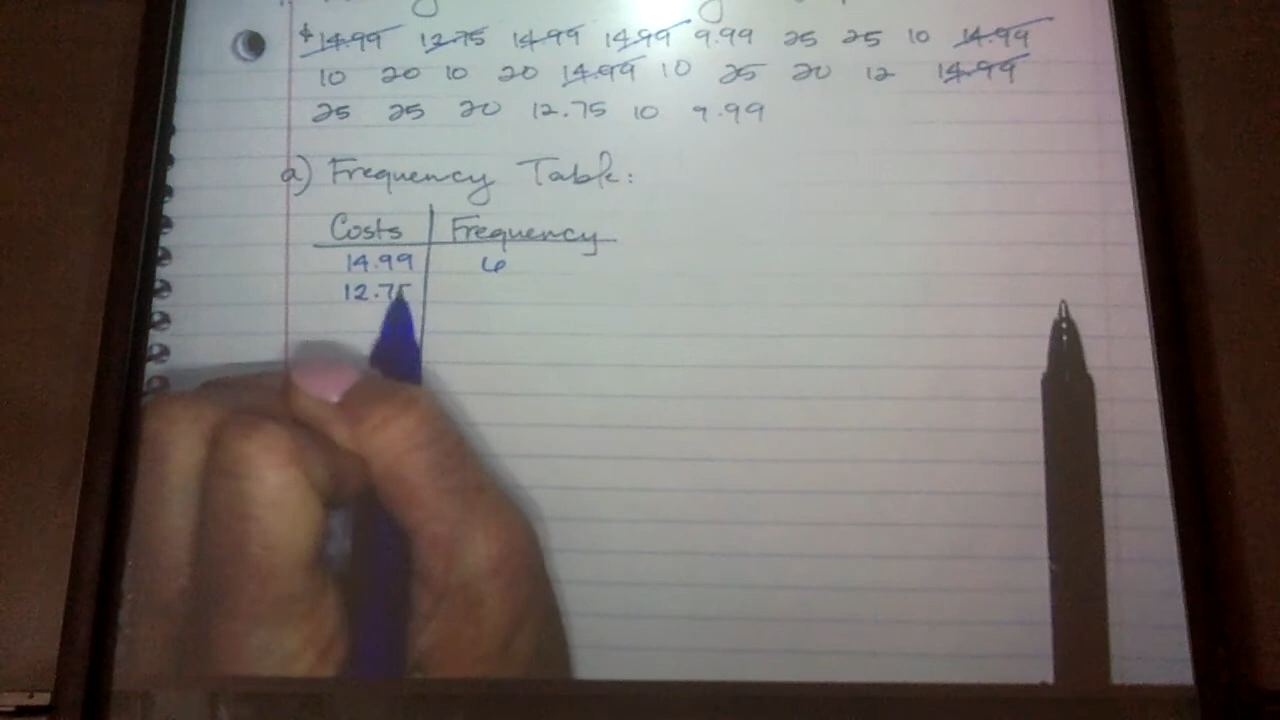 $14.99 12.75 14.99 14.99 9.99 25 25 10 14.99
10 20 10 20 14.99 10 25 20 12 14.99
25 25 20 12.75 10 9.99
a) Frequency Table:
Costs Frequency
14.99 6
12.75